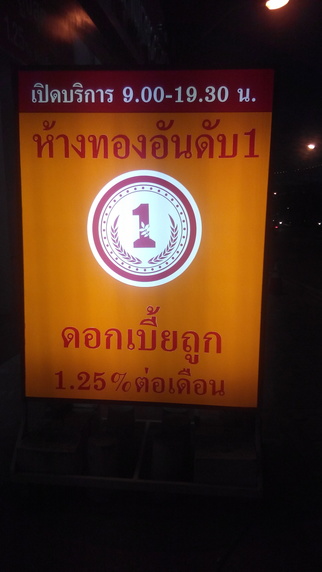 เปิดบริการ 9.00-19.30 น.
ห้างทองอันดับ1
1
ดอกเบี้ยถูก
1.25%ต่อเดือน